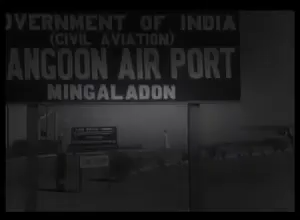 OVERNMENT OF INDIA
(CIVIL AVIATION)
ANGOON AIR PORT
MINGALADON